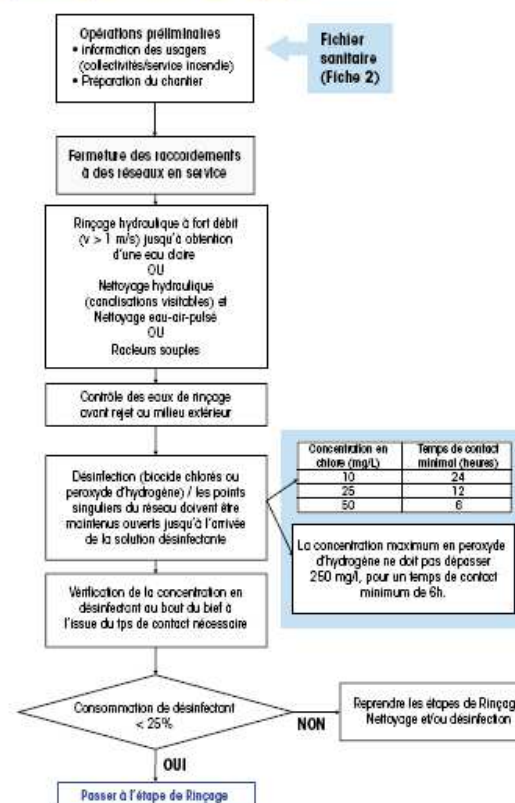 Opérations préliminaires
• Information des usagers
(collectivités/service incendie)
• Préparation du chantier
Fichier
sanitaire
(Fiche 2)
Fermeture des raccordements
à des réseaux en service
Rinçage hydraulique à fort débit
(v > 1 m/s) jusqu'à obtention
d'une eau claire
OU
Nettoyage hydraulique
(canalisations visitables) et
Nettoyage eau-air-pulsé
OU
Racleurs souples
Contrôle des eaux de rinçage
avant rejet au milieu extérieur
Désinfection (biocide chlorés ou
peroxyde d'hydrogène) / les points
singuliers du réseau doivent être
maintenus ouverts jusqu'à l'arrivée
de la solution désinfectante
Concentration en Temps de contact
chlore (mg/L) minimal (heures)
10 24
25 12
50 6
La concentration maximum en peroxyde
d'hydrogène ne doit pas dépasser
250 mg/l, pour un temps de contact
minimum de 6h.
Vérification de la concentration en
désinfectant au bout du bief à
l'issue du tps de contact nécessaire
Consommation de désinfectant
< 25%
NON
Reprendre les étapes de Rinçag
Nettoyage et/ou désinfection
OUI
Passer à l'étape de Rinçage